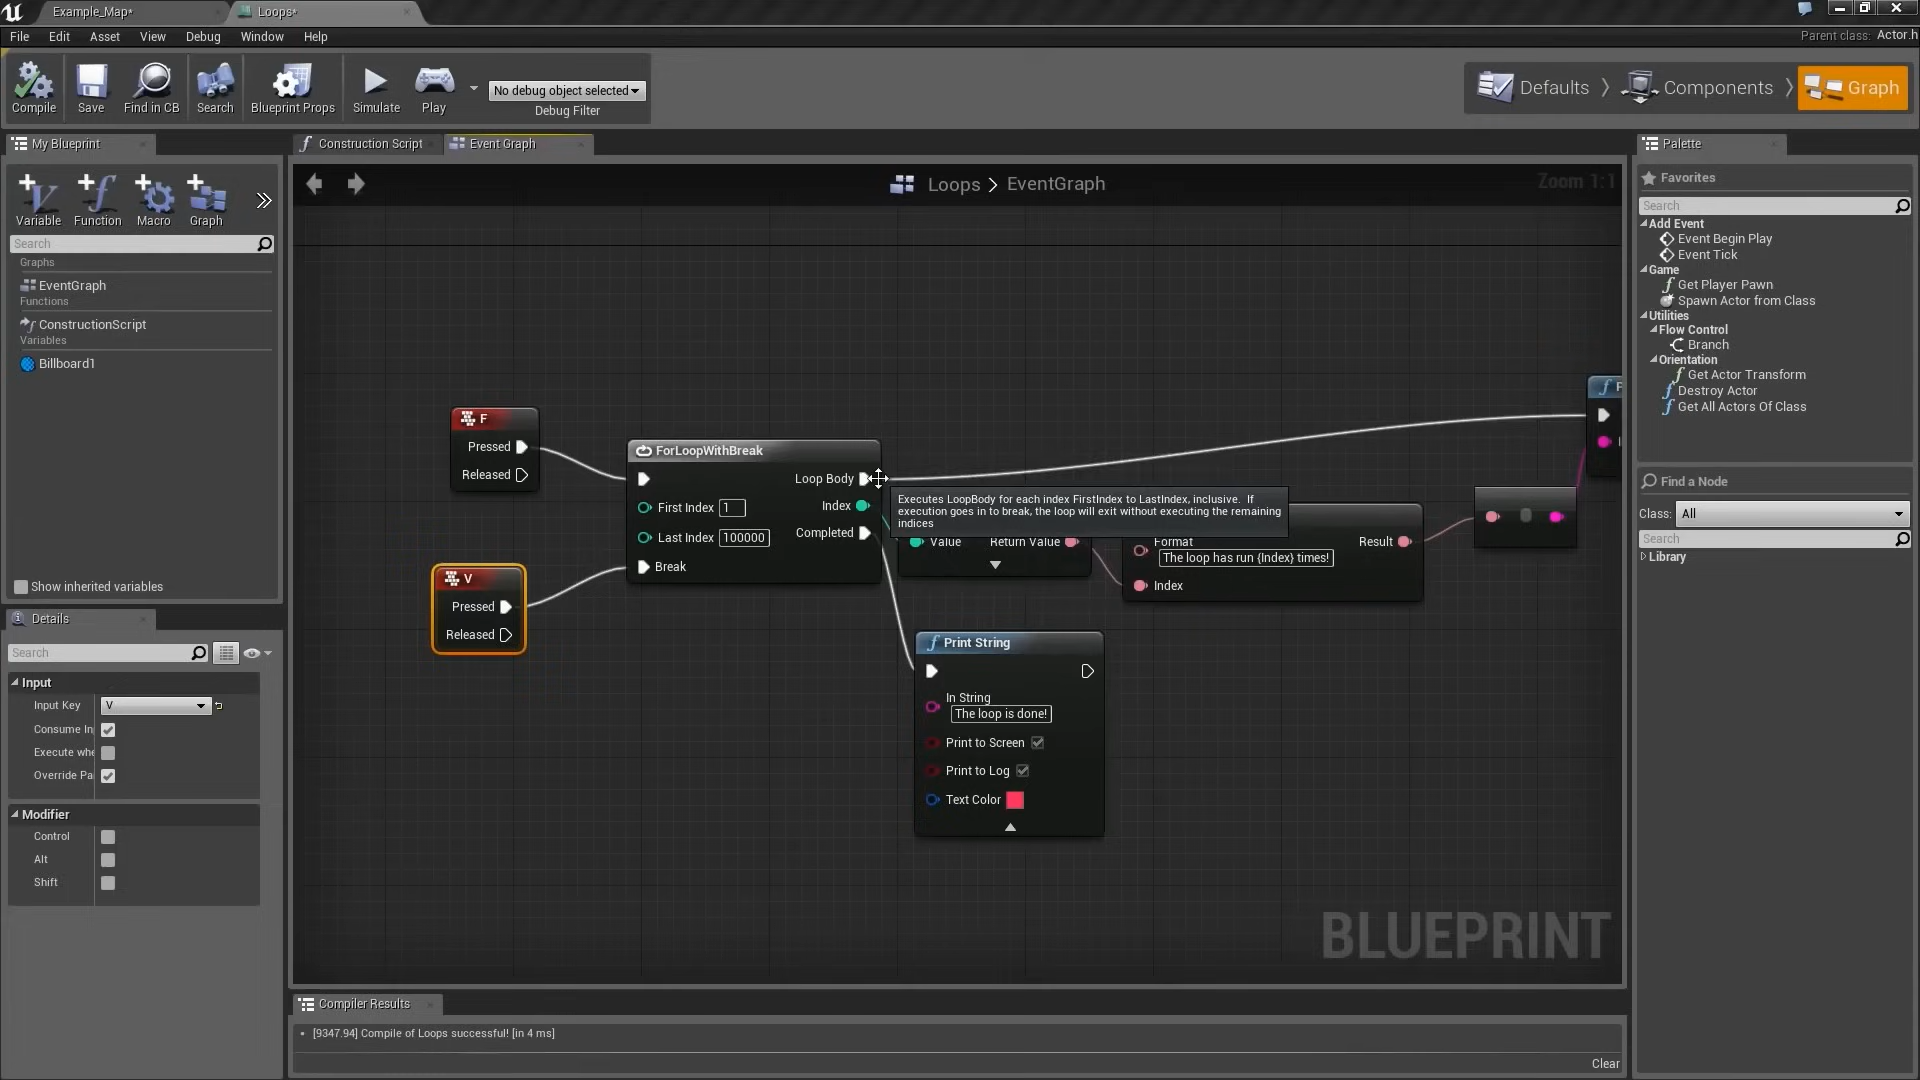 Example_Map*
Loops*
File Edit Asset View Debug Window Help
Parent class: Actor.h
Compile
Save
Find in CB
Search
Blueprint Props
Simulate
Play
No debug object selected
Debug Filter
Defaults
Components
Graph
My Blueprint
Variable
Function
Macro
Graph
Search
Graphs
EventGraph
Functions
ConstructionScript
Variables
Billboard1
Show inherited variables
Details
Search
Input
Input Key V
Consume In
Execute whe
Override Pa
Modifier
Control
Alt
Shift
Construction Script
Event Graph
Loops > EventGraph
Zoom 1:1
F
Pressed
Released
V
Pressed
Released
ForLoopWithBreak
Loop Body
First Index 1
Index
Last Index 100000
Completed
Break
Executes LoopBody for each index FirstIndex to LastIndex, inclusive. If
execution goes in to break, the loop will exit without executing the remaining
indices
Value
Return Value
Format
The loop has run {Index} times!
Result
Index
Print String
In String
The loop is done!
Print to Screen
Print to Log
Text Color
BLUEPRINT
Compiler Results
[9347.94] Compile of Loops successful! [in 4 ms]
Clear
Palette
Favorites
Search
Add Event
Event Begin Play
Event Tick
Game
Get Player Pawn
Spawn Actor from Class
Utilities
Flow Control
Branch
Orientation
Get Actor Transform
Destroy Actor
Get All Actors Of Class
Find a Node
Class: All
Search
Library